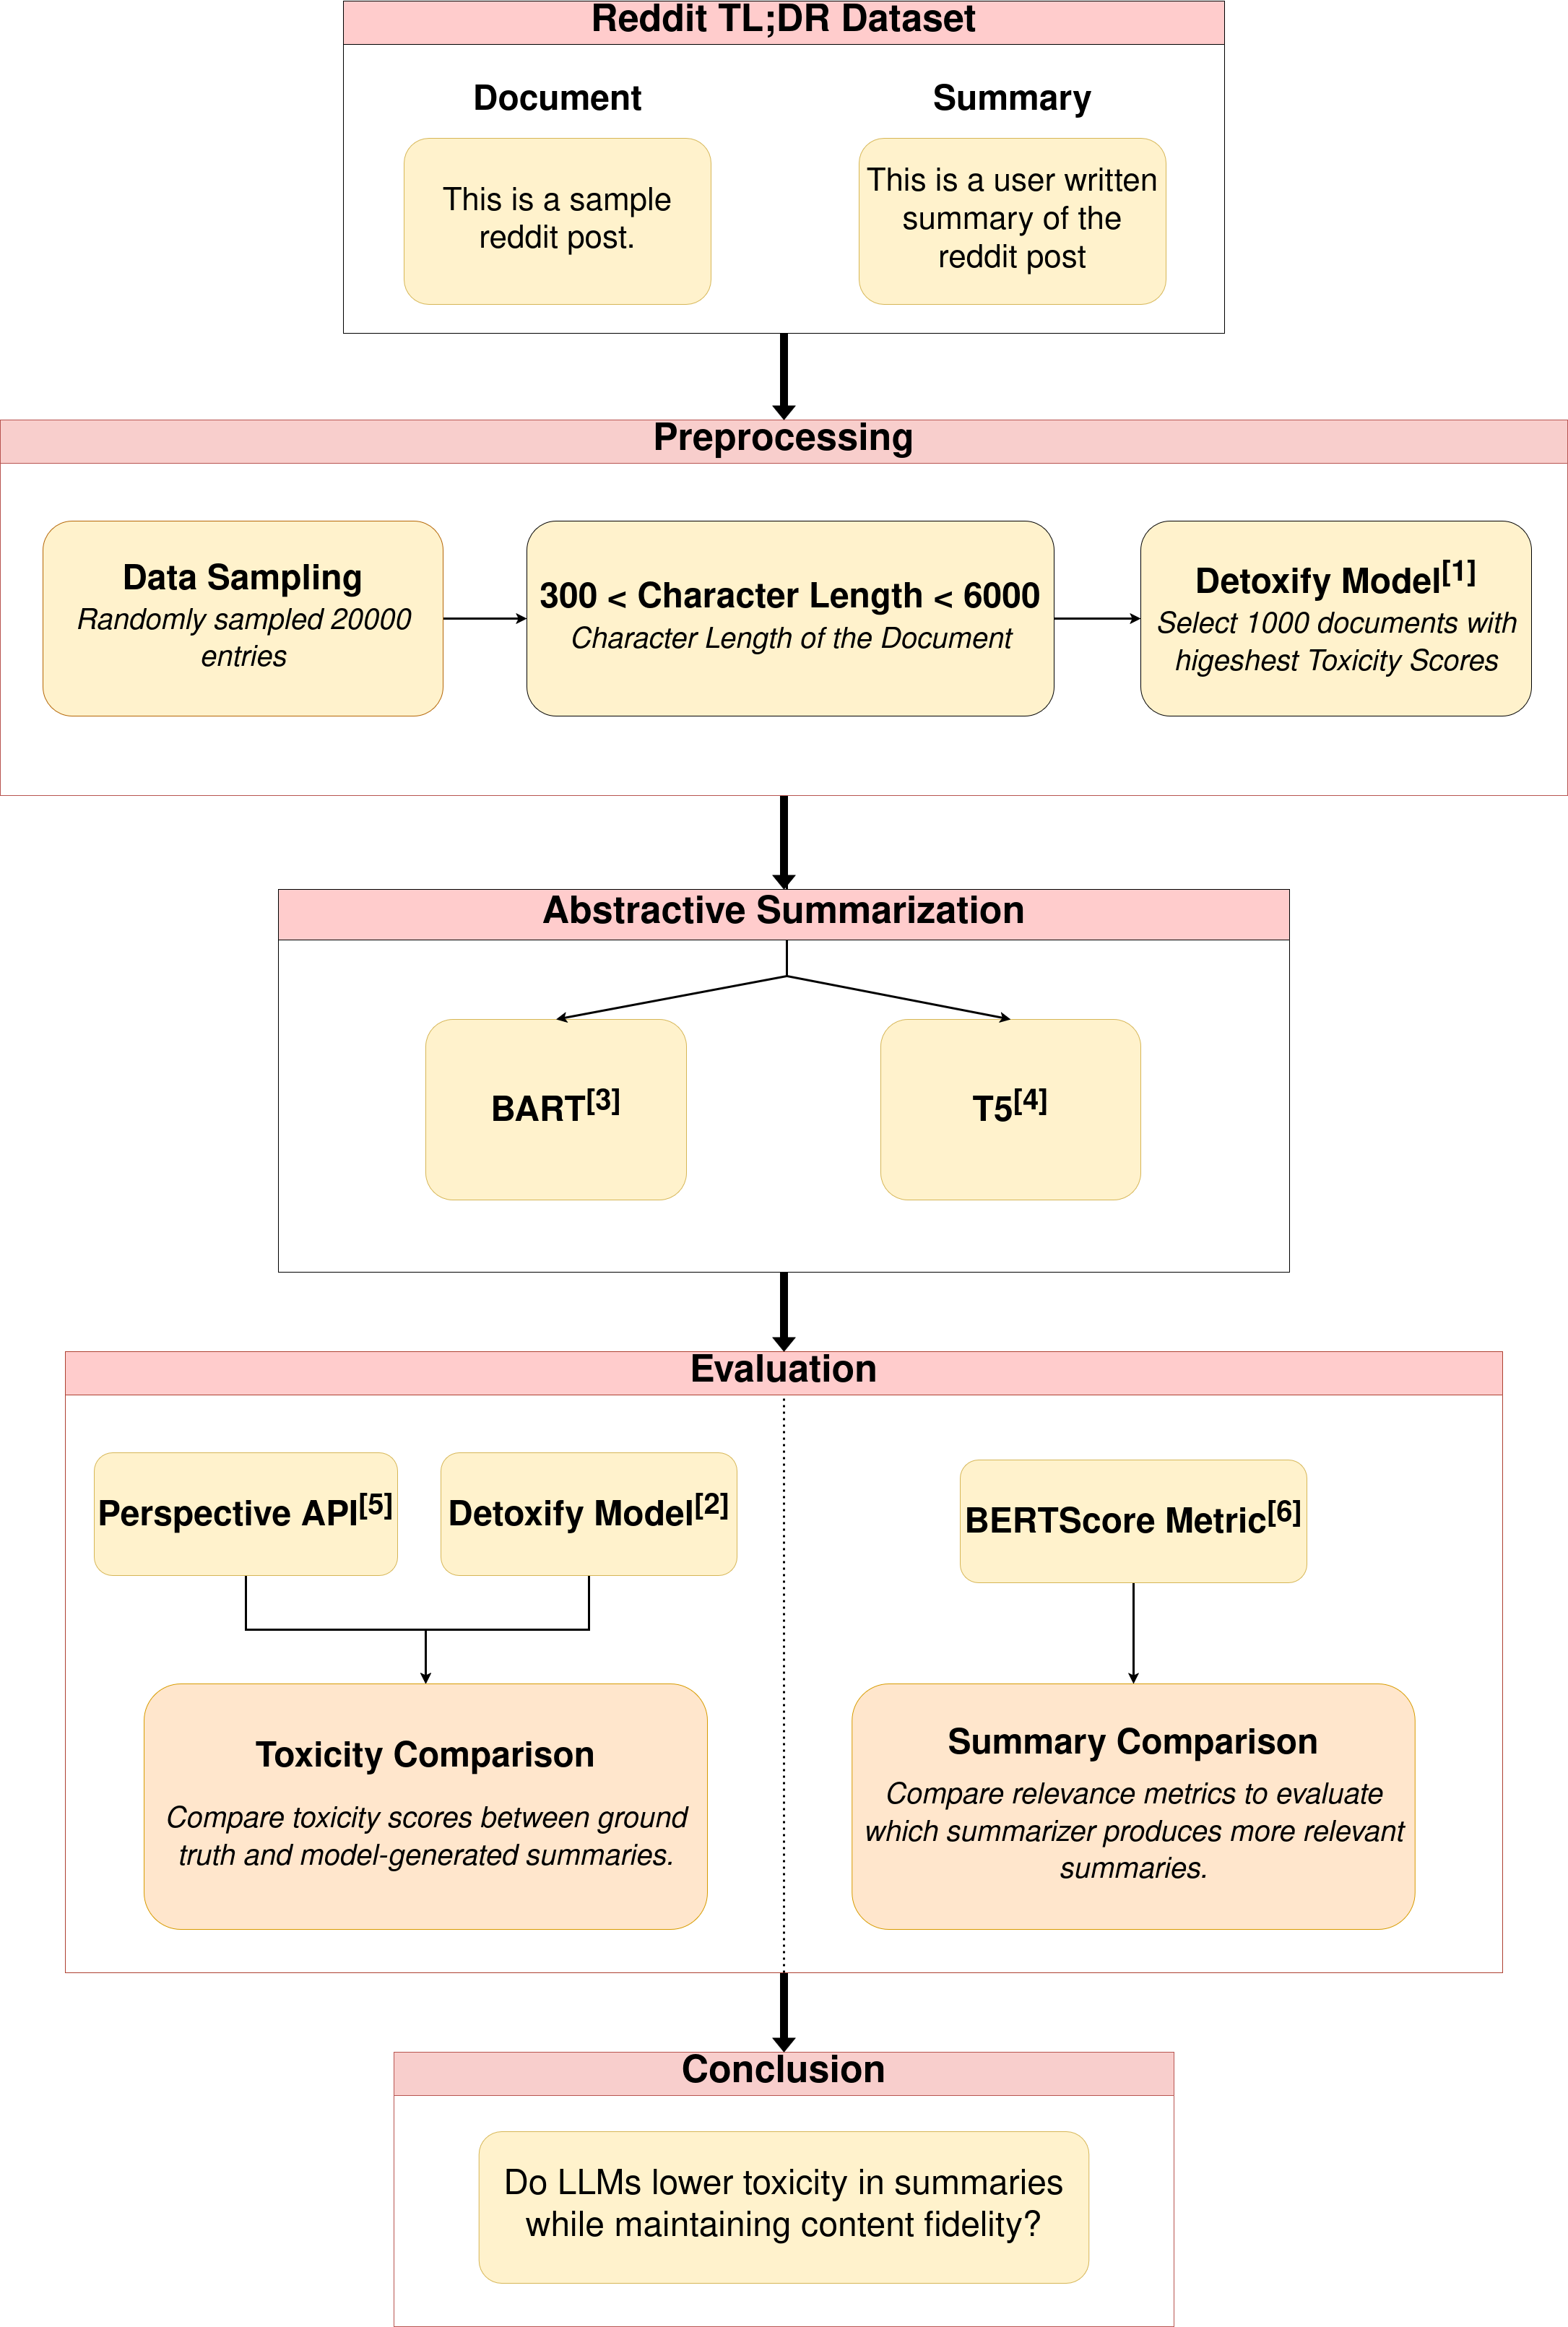 Reddit TL;DR Dataset
Document
This is a sample
reddit post.
Summary
This is a user written
summary of the
reddit post
Preprocessing
Data Sampling
Randomly sampled 20000
entries
300 < Character Length < 6000
Character Length of the Document
Detoxify Model[1]
Select 1000 documents with
higeshest Toxicity Scores
Abstractive Summarization
BART[3]
T5[4]
Evaluation
Perspective API[5]
Detoxify Model[2]
Toxicity Comparison
Compare toxicity scores between ground
truth and model-generated summaries.
BERTScore Metric[6]
Summary Comparison
Compare relevance metrics to evaluate
which summarizer produces more relevant
summaries.
Conclusion
Do LLMs lower toxicity in summaries
while maintaining content fidelity?